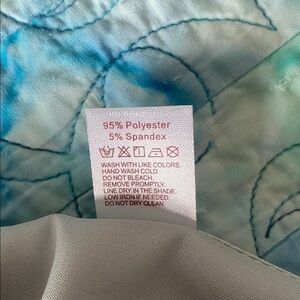 95% Polyester
5% Spandex
WASH WITH LIKE COLORS.
HAND WASH COLD.
DO NOT BLEACH.
REMOVE PROMPTLY.
LINE DRY IN THE SHADE.
LOW IRON IF NEEDED
DO NOT DRY CLEAN